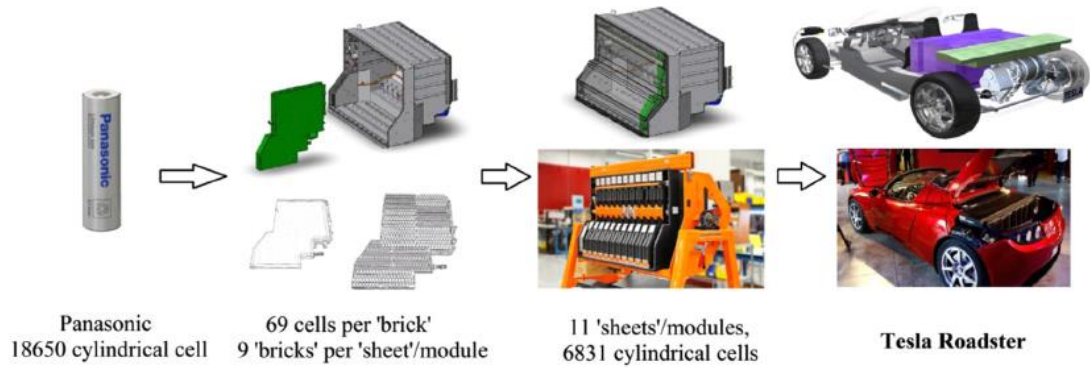 Panasonic
Panasonic
18650 cylindrical cell
69 cells per 'brick'
9 'bricks' per 'sheet'/module
11 'sheets'/modules,
6831 cylindrical cells
Tesla Roadster